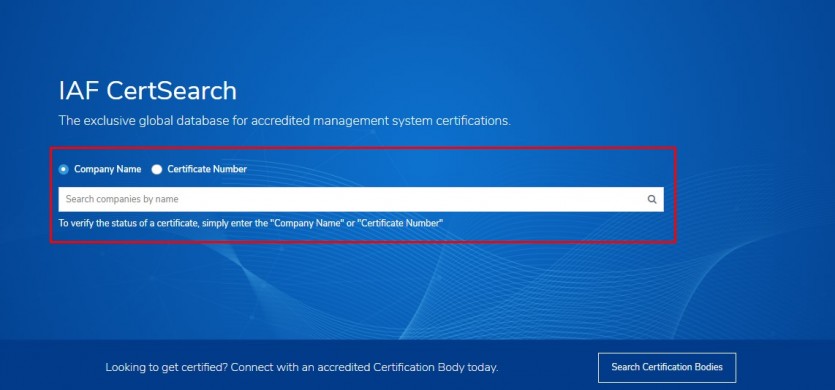 IAF CertSearch
The exclusive global database for accredited management system certifications.
Company Name Certificate Number
Search companies by name
To verify the status of a certificate, simply enter the "Company Name" or "Certificate Number"
Looking to get certified? Connect with an accredited Certification Body today.
Search Certification Bodies